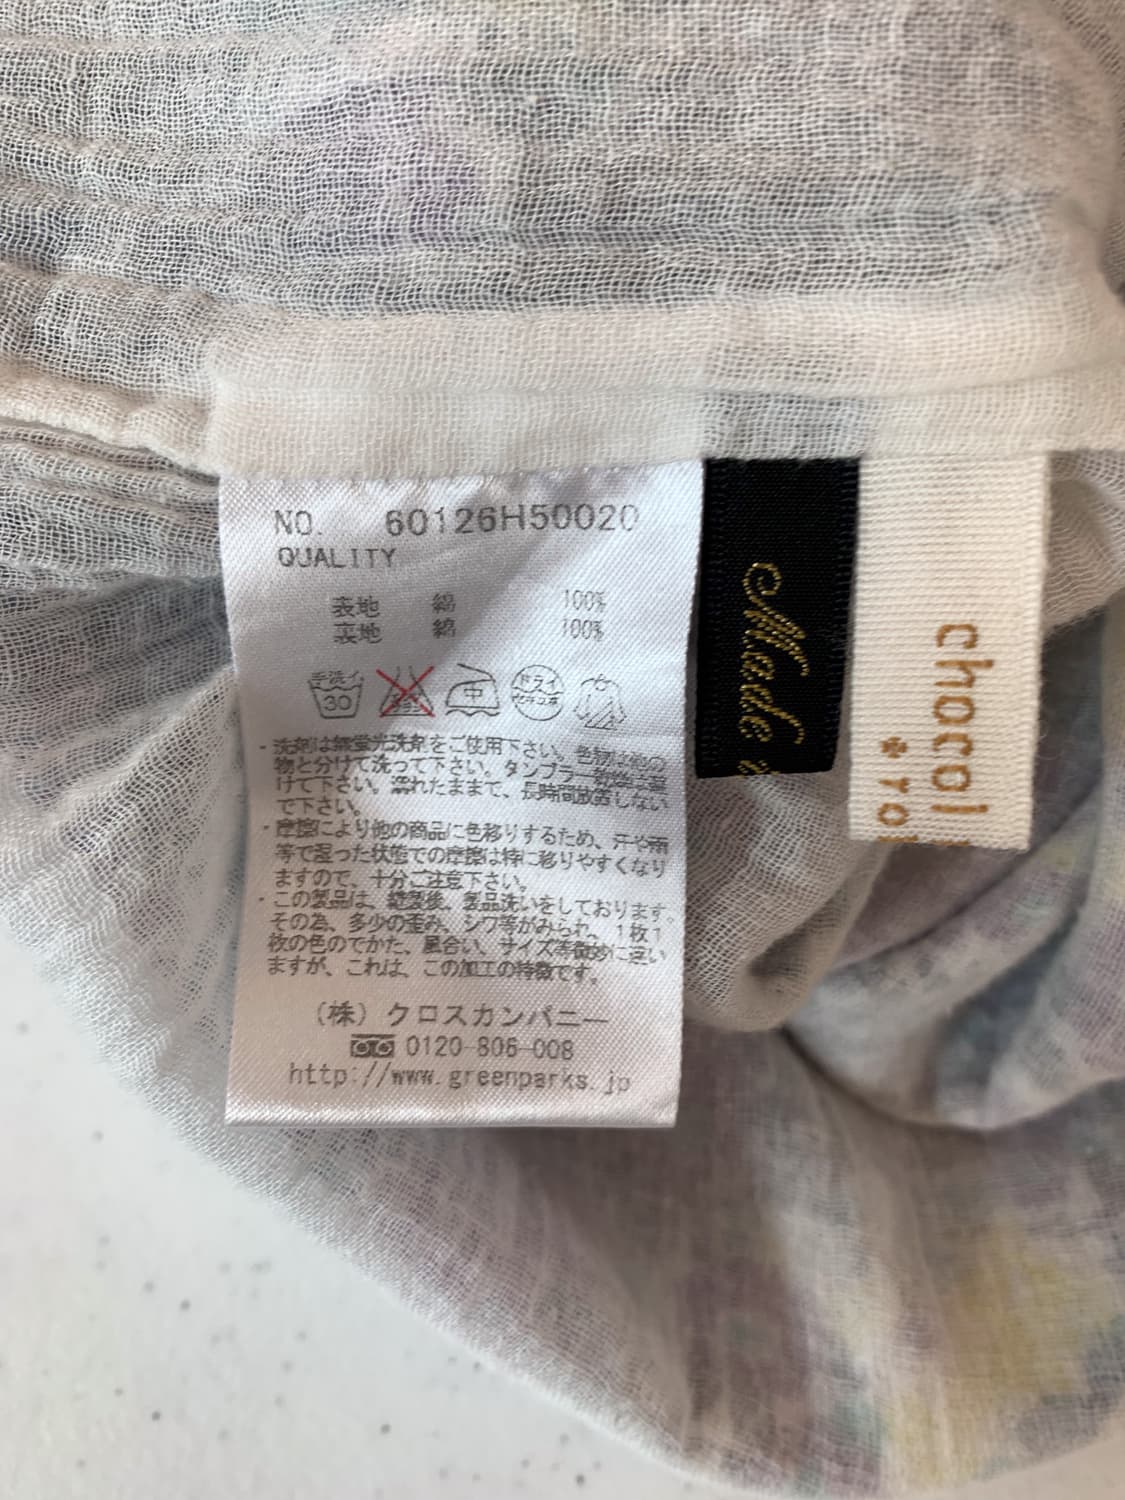 NO. 60126H50020
QUALITY
表地 綿 100%
裏地 綿 100%
手洗イ
30
中
ドライ
セキユ系
・洗剤は無蛍光洗剤をご使用下さい。色物は他の
物と分けて洗って下さい。タンブラー乾燥は避
けて下さい。濡れたままで、長時間放置しない
で下さい。
・摩擦により他の商品に色移りするため、汗や雨
等で湿った状態での摩擦は特に移りやすくなり
ますので、十分ご注意下さい。
・この製品は、縫製後、製品洗いをしております。
その為、多少の歪み、シワ等がみられ、1枚1
枚の色のでかた、風合い、サイズ等微妙に違い
ますが、これは、この加工の特徴です。
(株)クロスカンパニー
0120-806-008
http://www.greenparks.jp
Made
chocol